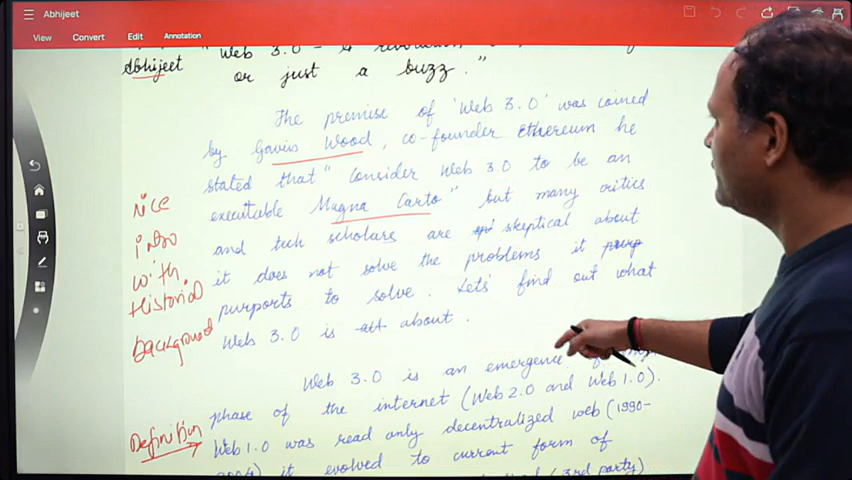 Abhijeet
View Convert Edit Annotation
"Web 3.0 - is
Abhijeet
or just a buzz."
The premise of 'Web 3.0' was coined
by Gavin Wood, co-founder Ethereum he
stated that "Consider Web 3.0 to be an
executable Magna Carto" but many critics
and tech scholars are skeptical about
it does not solve the problems it
purports to solve. Let's find out what
Web 3.0 is about.
Nice
intro
with
Historical
background
Web 3.0 is an emergence
phase of the internet (Web 2.0 and Web 1.0).
Web 1.0 was read only decentralized web (1990-
2004) it evolved to current form of
(3rd party)
Definition